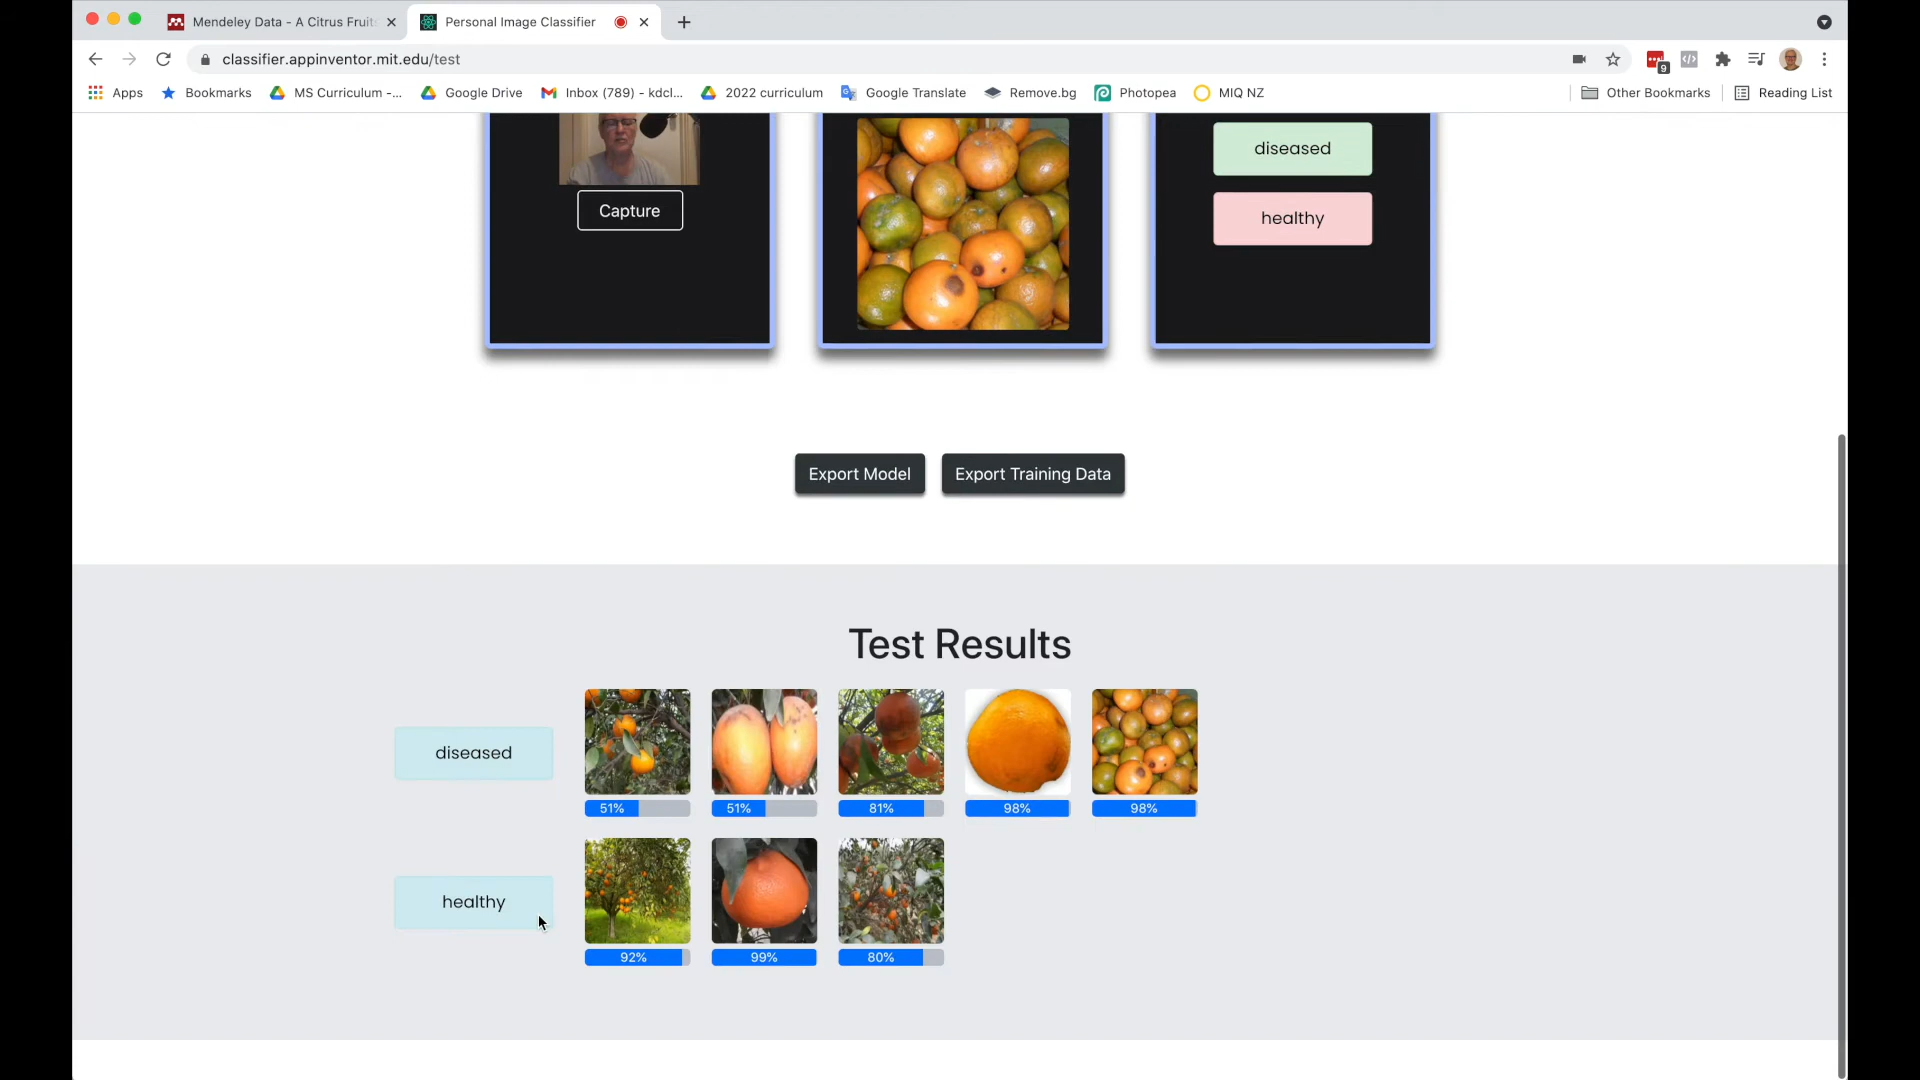 Mendeley Data - A Citrus Fruit
Personal Image Classifier
classifier.appinventor.mit.edu/test
9
Apps Bookmarks MS Curriculum -... Google Drive Inbox (789) - kdcl... 2022 curriculum Google Translate Remove.bg Photopea MIQ NZ Other Bookmarks Reading List
diseased
Capture
healthy
Export Model Export Training Data
Test Results
diseased
51% 51% 81% 98% 98%
healthy
92% 99% 80%